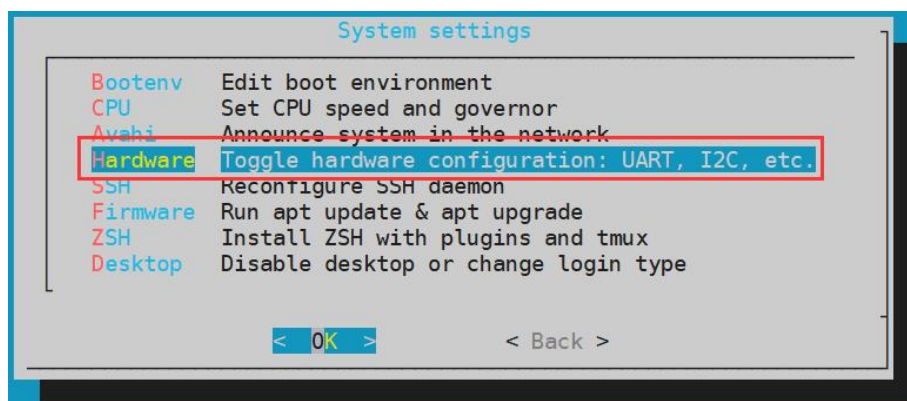 System settings
Bootenv Edit boot environment
CPU Set CPU speed and governor
Avahi Announce system in the network
Hardware Toggle hardware configuration: UART, I2C, etc.
SSH Reconfigure SSH daemon
Firmware Run apt update & apt upgrade
ZSH Install ZSH with plugins and tmux
Desktop Disable desktop or change login type
< OK > < Back >